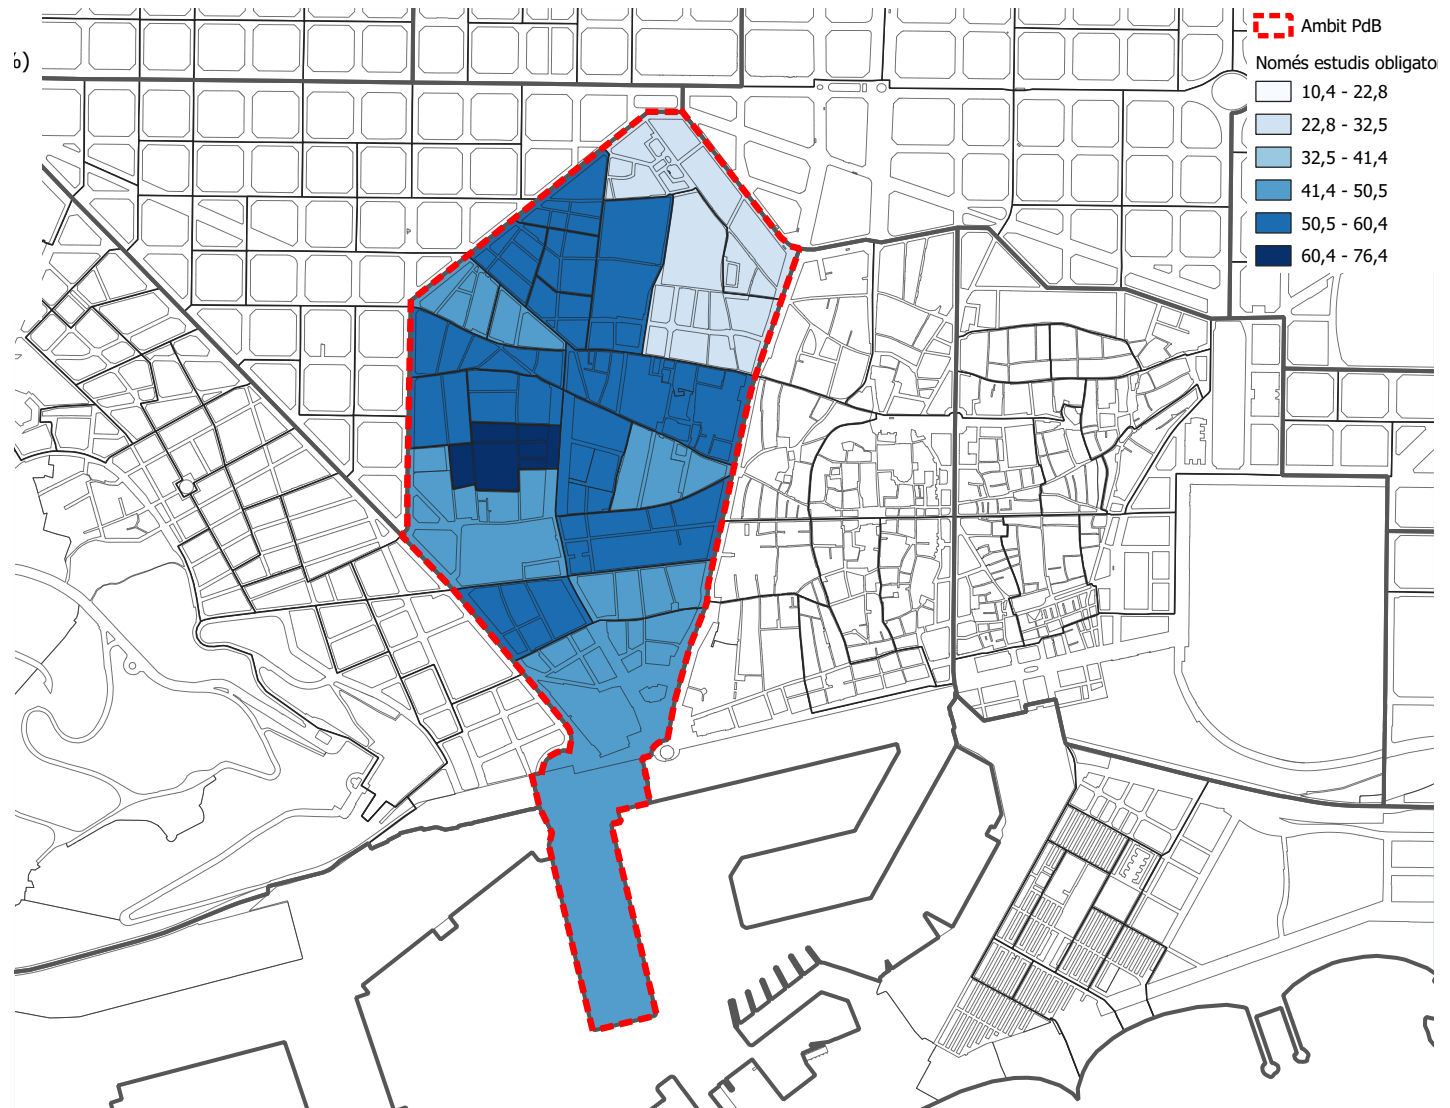 %)
Ambit PdB
Només estudis obligator
10,4 - 22,8
22,8 - 32,5
32,5 - 41,4
41,4 - 50,5
50,5 - 60,4
60,4 - 76,4